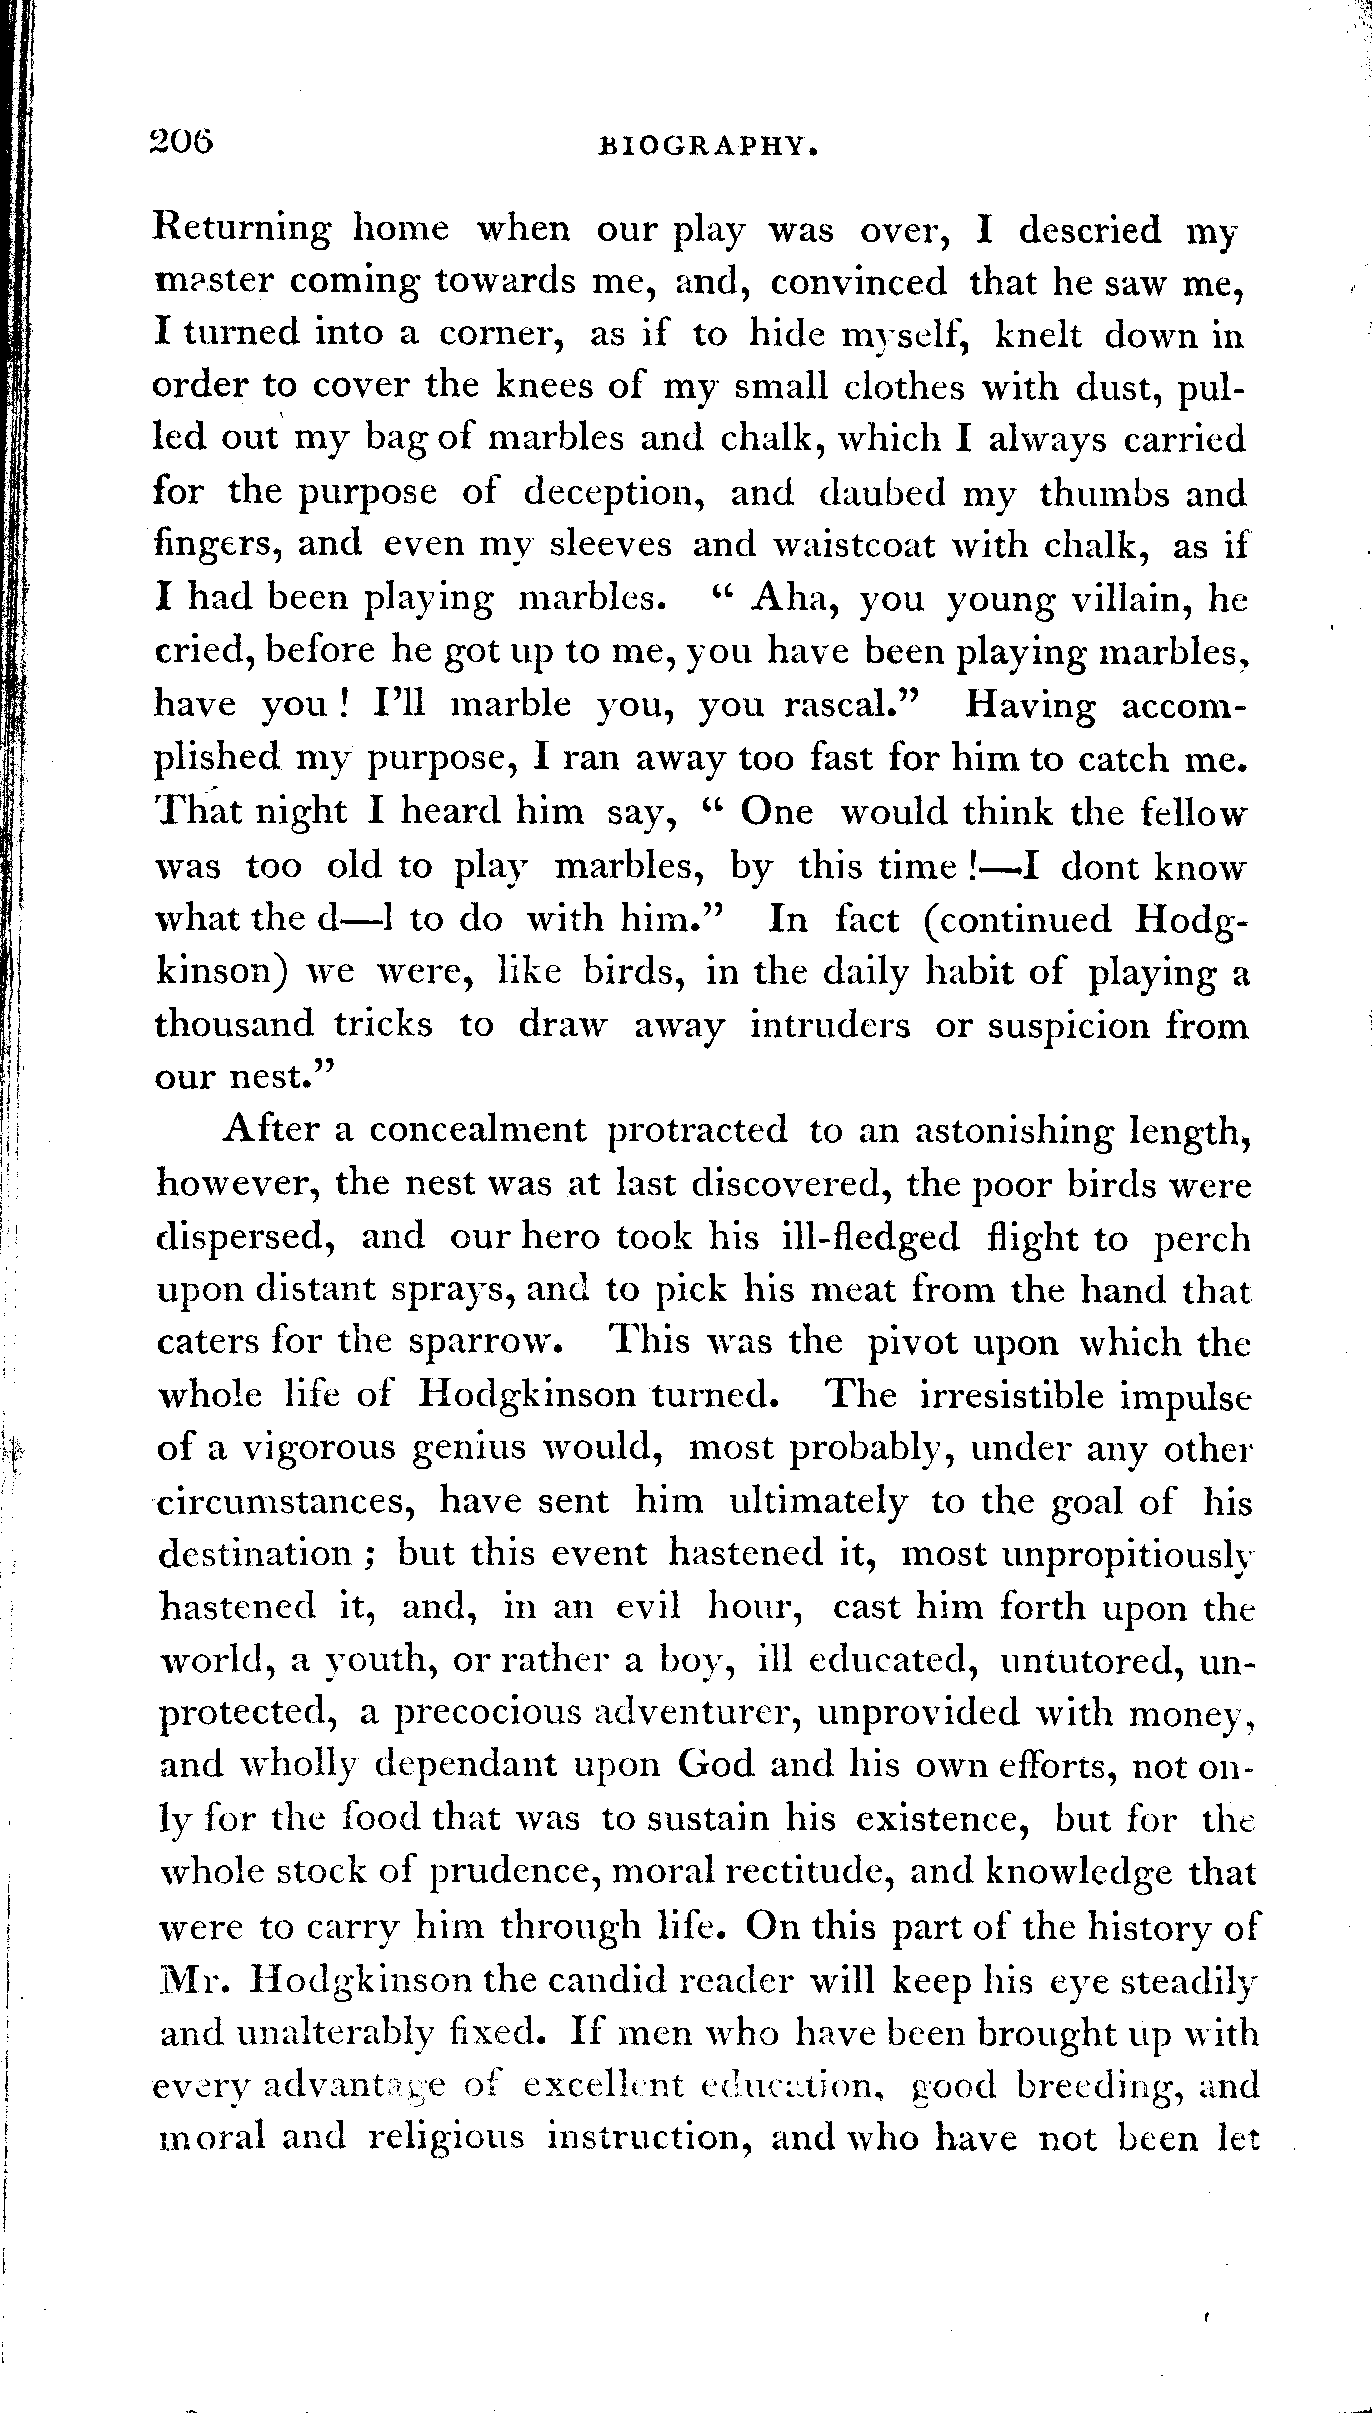 206 BIOGRAPHY.
Returning home when our play was over, I descried my
master coming towards me, and, convinced that he saw me,
I turned into a corner, as if to hide myself, knelt down in
order to cover the knees of my small clothes with dust, pul-
led out my bag of marbles and chalk, which I always carried
for the purpose of deception, and daubed my thumbs and
fingers, and even my sleeves and waistcoat with chalk, as if
I had been playing marbles. “ Aha, you young villain, he
cried, before he got up to me, you have been playing marbles,
have you ! I’ll marble you, you rascal.” Having accom-
plished my purpose, I ran away too fast for him to catch me.
That night I heard him say, “ One would think the fellow
was too old to play marbles, by this time !—I dont know
what the d—l to do with him.” In fact (continued Hodg-
kinson) we were, like birds, in the daily habit of playing a
thousand tricks to draw away intruders or suspicion from
our nest.”
After a concealment protracted to an astonishing length,
however, the nest was at last discovered, the poor birds were
dispersed, and our hero took his ill-fledged flight to perch
upon distant sprays, and to pick his meat from the hand that
caters for the sparrow. This was the pivot upon which the
whole life of Hodgkinson turned. The irresistible impulse
of a vigorous genius would, most probably, under any other
circumstances, have sent him ultimately to the goal of his
destination ; but this event hastened it, most unpropitiously
hastened it, and, in an evil hour, cast him forth upon the
world, a youth, or rather a boy, ill educated, untutored, un-
protected, a precocious adventurer, unprovided with money,
and wholly dependant upon God and his own efforts, not on-
ly for the food that was to sustain his existence, but for the
whole stock of prudence, moral rectitude, and knowledge that
were to carry him through life. On this part of the history of
Mr. Hodgkinson the candid reader will keep his eye steadily
and unalterably fixed. If men who have been brought up with
every advantage of excellent education, good breeding, and
moral and religious instruction, and who have not been let